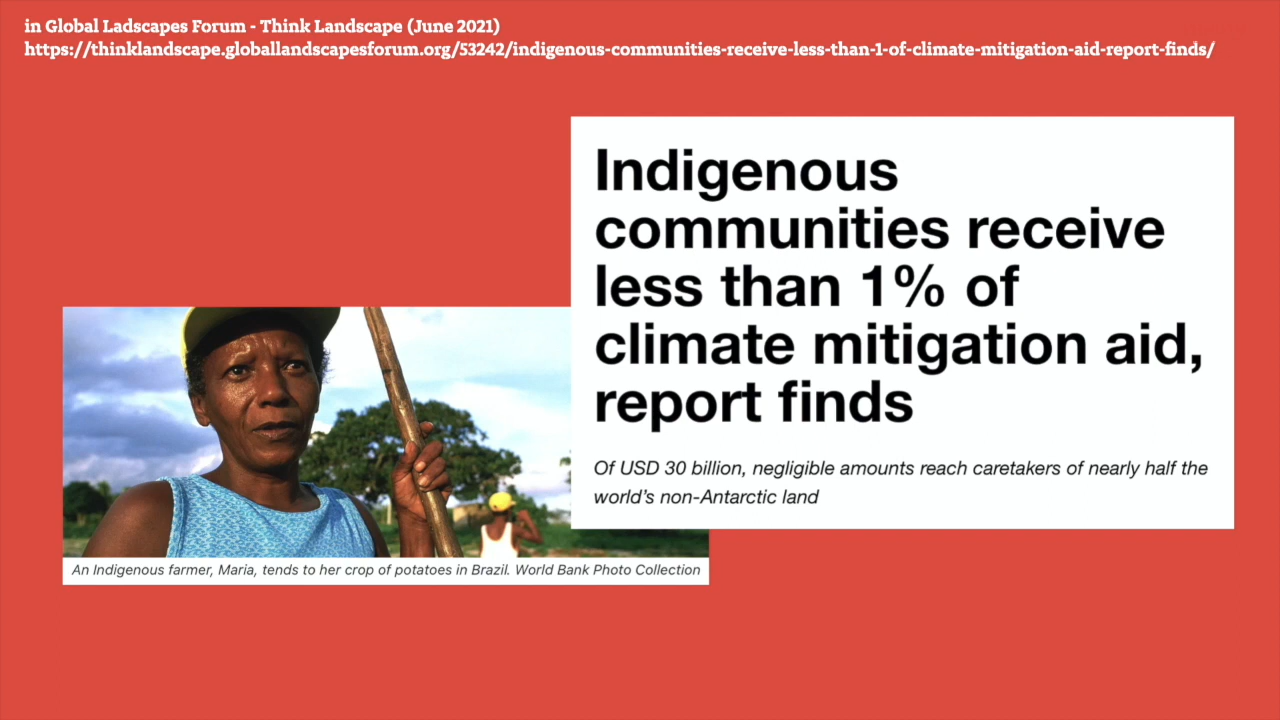 in Global Ladscapes Forum - Think Landscape (June 2021)
https://thinklandscape.globallandscapesforum.org/53242/indigenous-communities-receive-less-than-1-of-climate-mitigation-aid-report-finds/
Indigenous
communities receive
less than 1% of
climate mitigation aid,
report finds
Of USD 30 billion, negligible amounts reach caretakers of nearly half the
world's non-Antarctic land
An Indigenous farmer, Maria, tends to her crop of potatoes in Brazil. World Bank Photo Collection